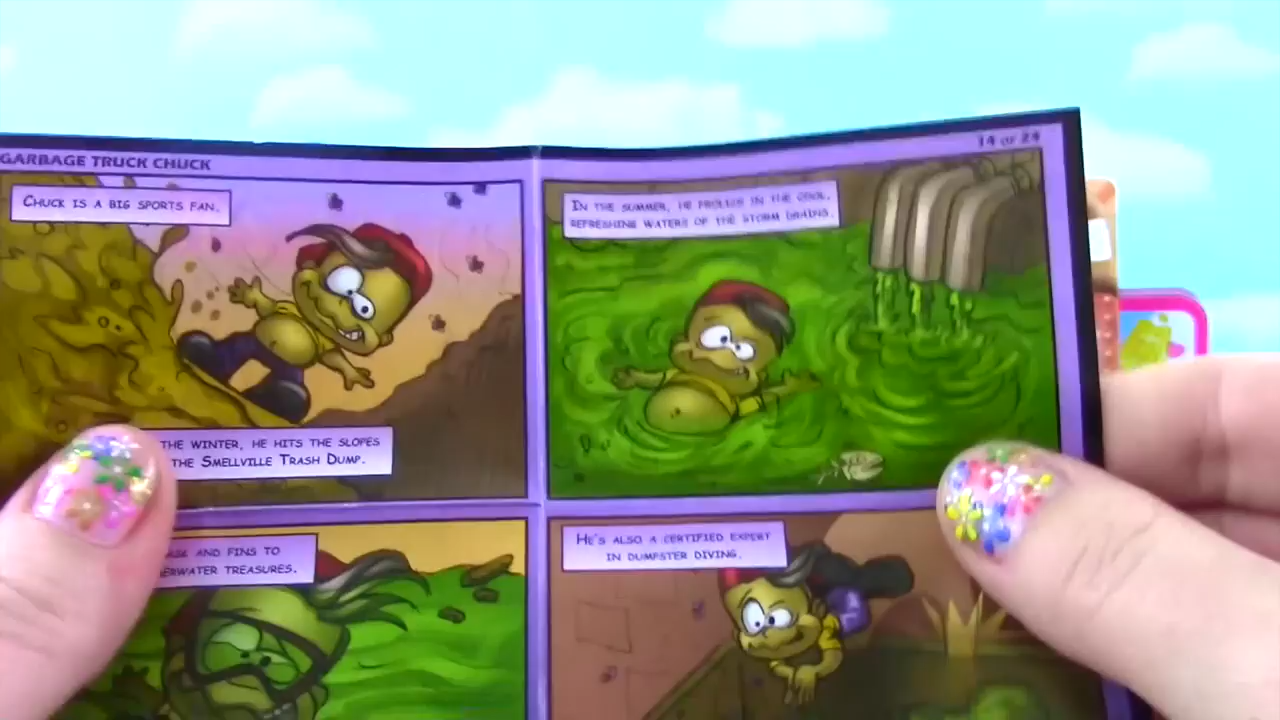 GARBAGE TRUCK CHUCK
14 OF 24
CHUCK IS A BIG SPORTS FAN.
THE WINTER, HE HITS THE SLOPES
THE SMELLVILLE TRASH DUMP.
IN THE SUMMER, HE FROLICS IN THE COOL,
REFRESHING WATERS OF THE STORM DRAINS.
AND FINS TO
TREASURES.
HE'S ALSO A CERTIFIED EXPERT
IN DUMPSTER DIVING.